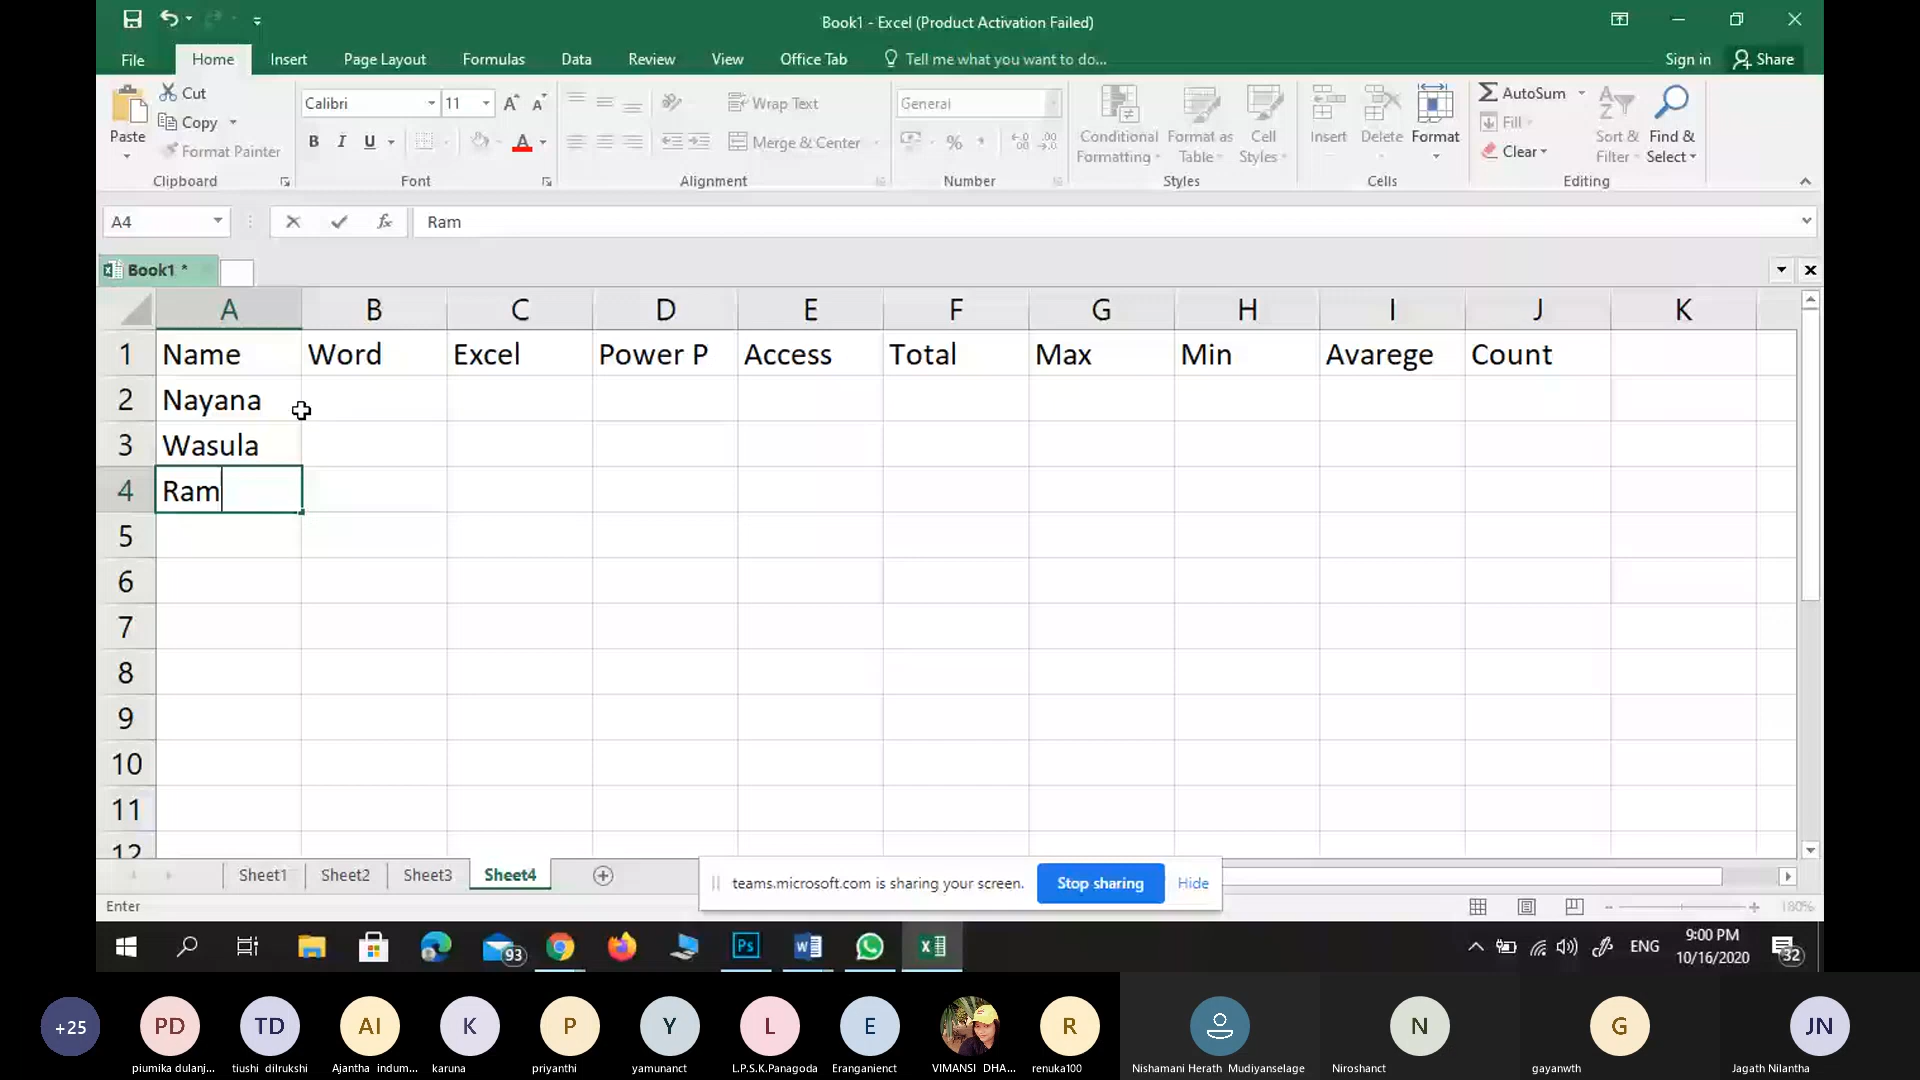 Book1 - Excel (Product Activation Failed)
File Home Insert Page Layout Formulas Data Review View Office Tab Tell me what you want to do... Sign in Share
Paste Cut Copy Format Painter Clipboard
Calibri 11 B I U A Font
Wrap Text Merge & Center Alignment
General % Number
Conditional Formatting Format as Table Cell Styles Styles
Insert Delete Format Cells
AutoSum Fill Clear Sort & Filter Find & Select Editing
A4 fx Ram
Book1 *
A B C D E F G H I J K
1 Name Word Excel Power P Access Total Max Min Avarege Count
2 Nayana
3 Wasula
4 Ram
5
6
7
8
9
10
11
12
Sheet1 Sheet2 Sheet3 Sheet4
teams.microsoft.com is sharing your screen. Stop sharing Hide
Enter 180%
93 Ps ENG 9:00 PM 32
10/16/2020
+25 PD TD AI K P Y L E R N G JN
piumika dulanj... tiushi dilrukshi Ajantha indum... karuna priyanthi yamunanct L.P.S.K.Panagoda Eranganienct VIMANSI DHA... renuka100 Nishamani Herath Mudiyanselage Niroshanct gayanwth Jagath Nilantha